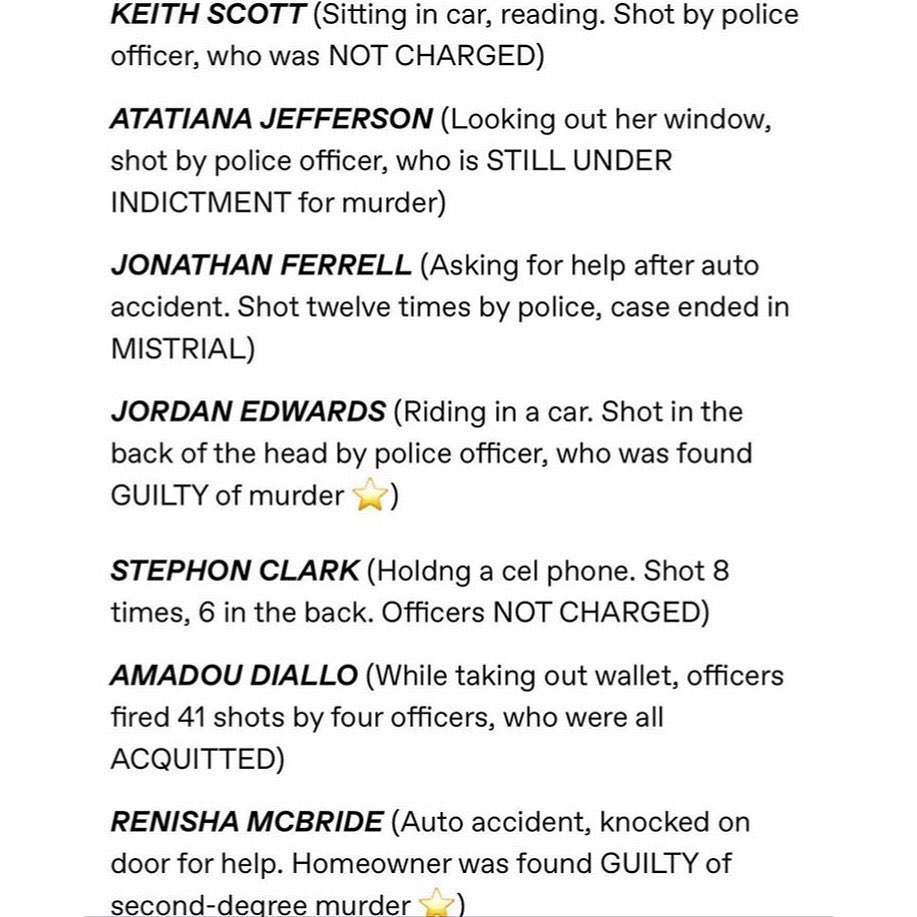 KEITH SCOTT (Sitting in car, reading. Shot by police
officer, who was NOT CHARGED)
ATATIANA JEFFERSON (Looking out her window,
shot by police officer, who is STILL UNDER
INDICTMENT for murder)
JONATHAN FERRELL (Asking for help after auto
accident. Shot twelve times by police, case ended in
MISTRIAL)
JORDAN EDWARDS (Riding in a car. Shot in the
back of the head by police officer, who was found
GUILTY of murder ⭐)
STEPHON CLARK (Holdng a cel phone. Shot 8
times, 6 in the back. Officers NOT CHARGED)
AMADOU DIALLO (While taking out wallet, officers
fired 41 shots by four officers, who were all
ACQUITTED)
RENISHA MCBRIDE (Auto accident, knocked on
door for help. Homeowner was found GUILTY of
second-degree murder ⭐)